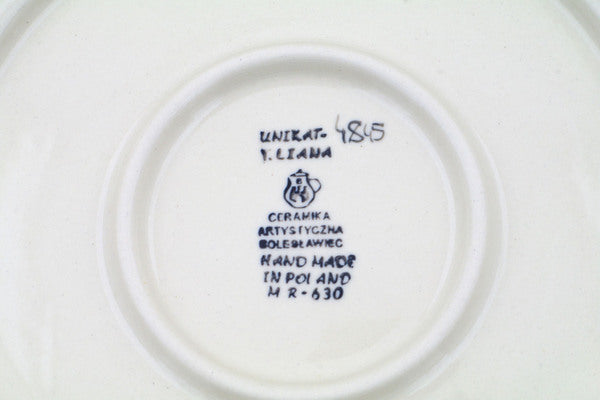 UNIKAT- 4845
Y. LIANA
CERAMIKA
ARTYSTYCZNA
BOLESŁAWIEC
HAND MADE
IN POLAND
M R-630